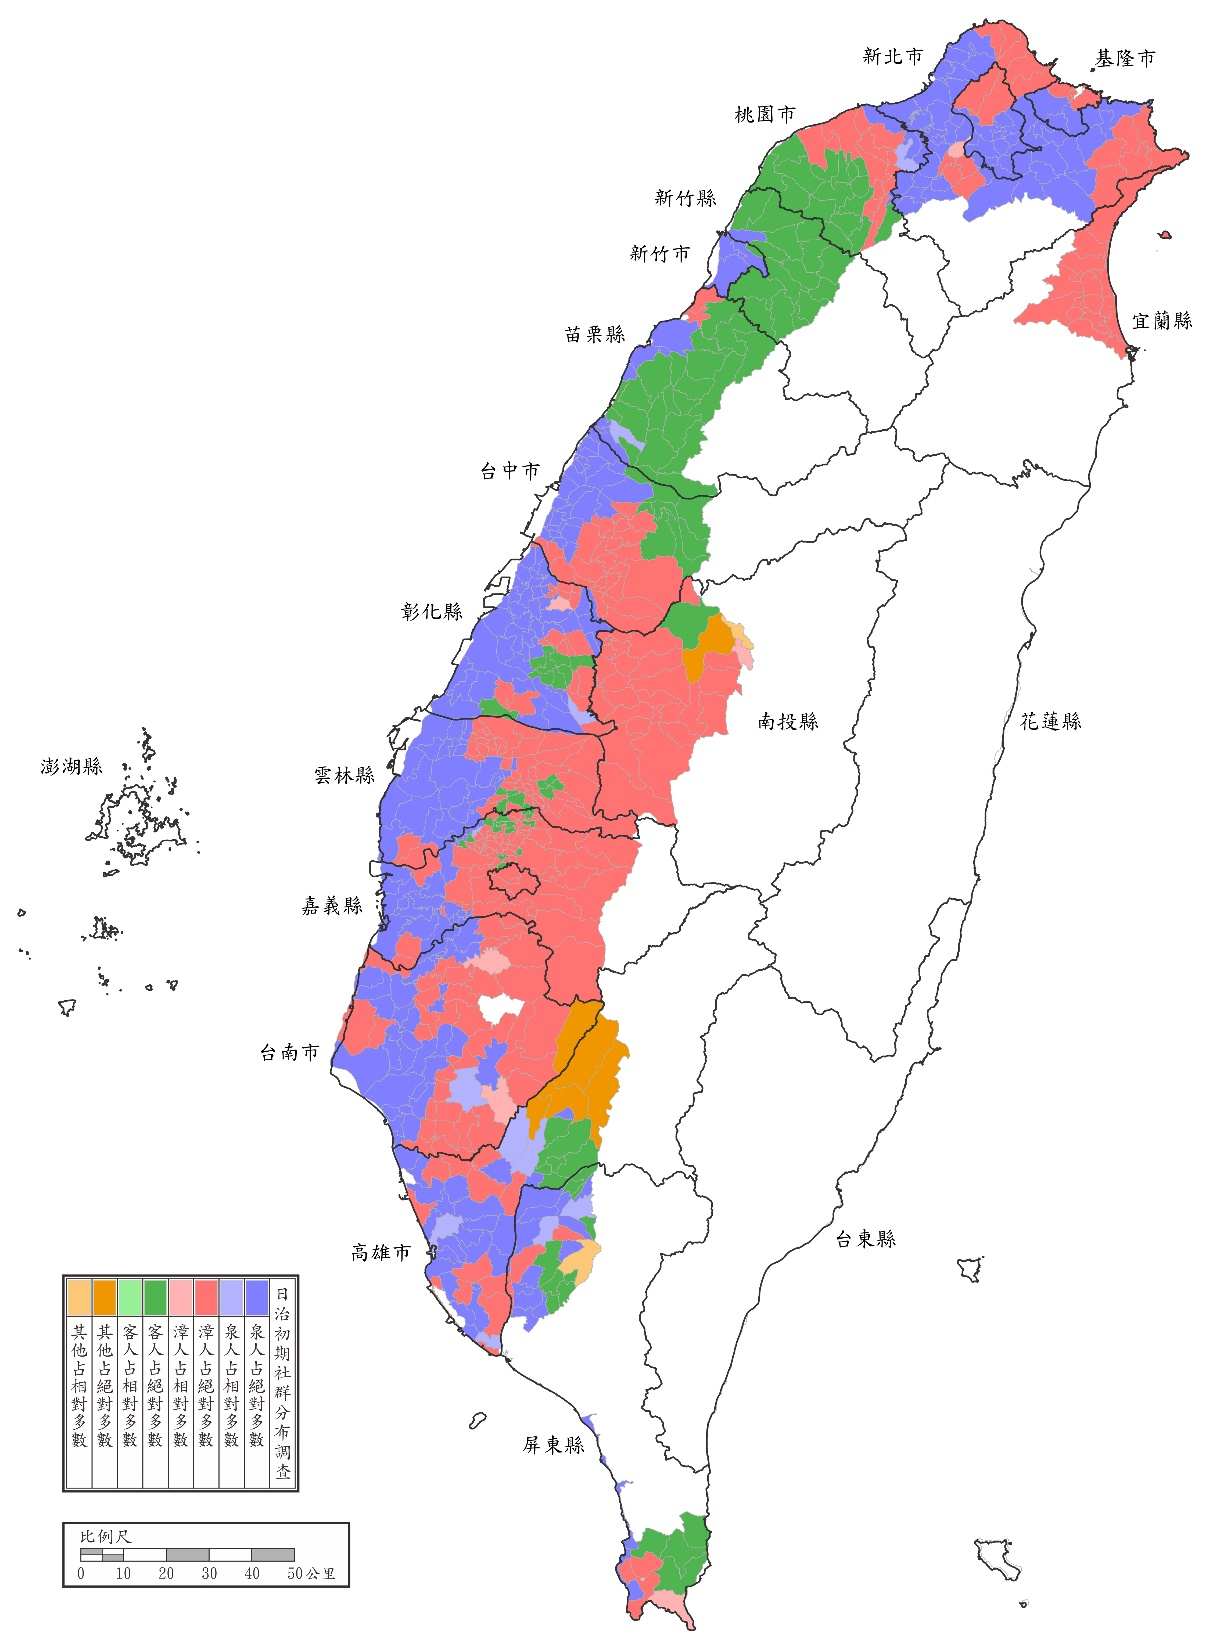 新北市
基隆市
桃園市
新竹縣
新竹市
宜蘭縣
苗栗縣
台中市
彰化縣
南投縣
花蓮縣
澎湖縣
雲林縣
嘉義縣
台南市
台東縣
高雄市
屏東縣
日治初期社群分布調查
泉人占絕對多數
泉人占相對多數
漳人占絕對多數
漳人占相對多數
客人占絕對多數
客人占相對多數
其他占絕對多數
其他占相對多數
比例尺
0 10 20 30 40 50公里